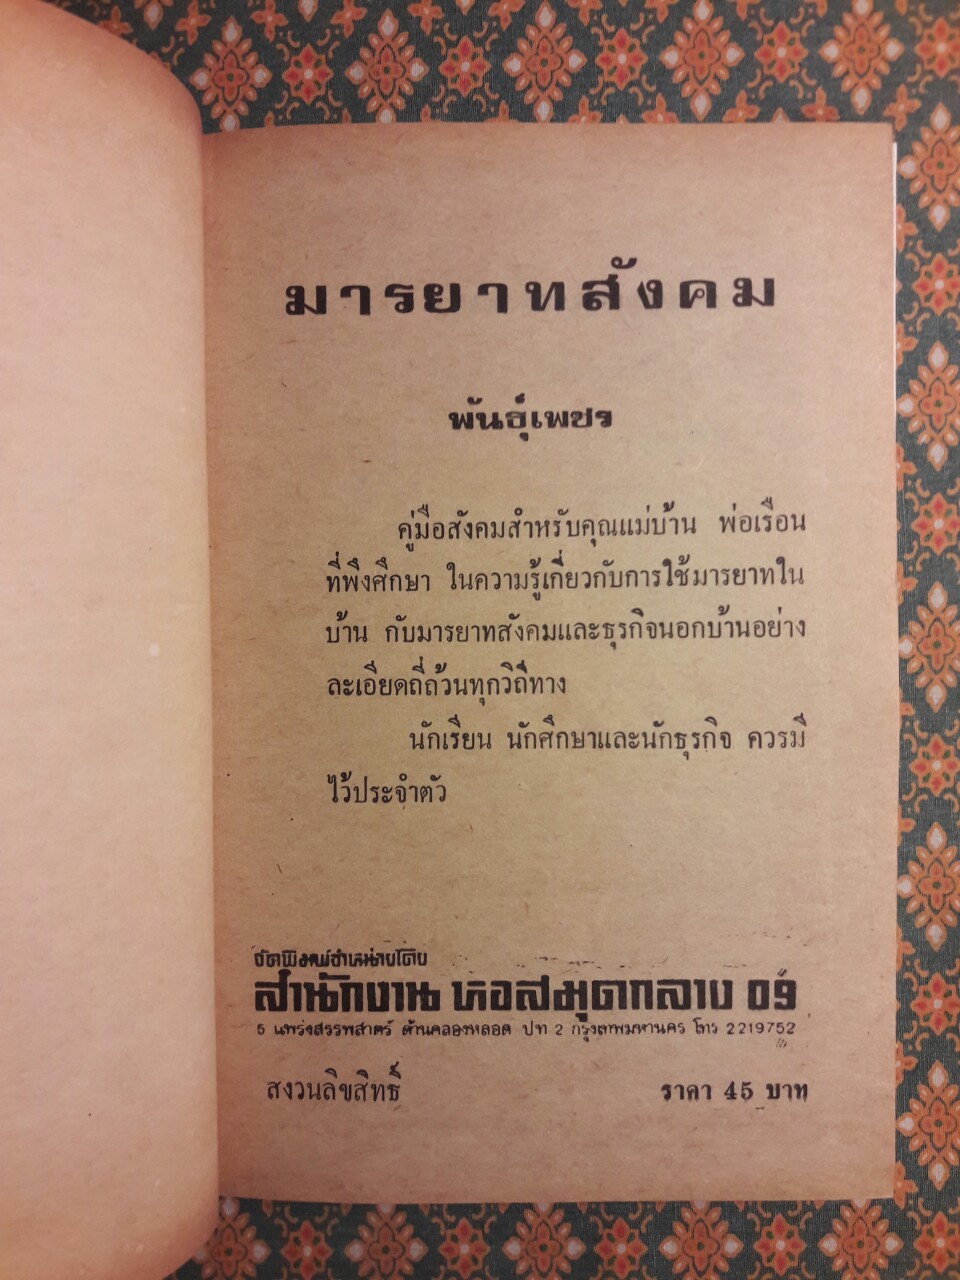 มารยาทสังคม
พันธุ์เพชร
คู่มือสังคมสำหรับคุณแม่บ้าน พ่อเรือน
ที่พึงศึกษา ในความรู้เกี่ยวกับการใช้มารยาทใน
บ้าน กับมารยาทสังคมและธุรกิจนอกบ้านอย่าง
ละเอียดถี่ถ้วนทุกวิถีทาง
นักเรียน นักศึกษาและนักธุรกิจ ควรมี
ไว้ประจำตัว
จัดพิมพ์จำหน่ายโดย
สำนักงาน หอสมุดกลาง 09
5 แพร่งสรรพสาตร์ ตำบลคลองหลอด ปท 2 กรุงเทพมหานคร โทร 2219752
สงวนลิขสิทธิ์ ราคา 45 บาท